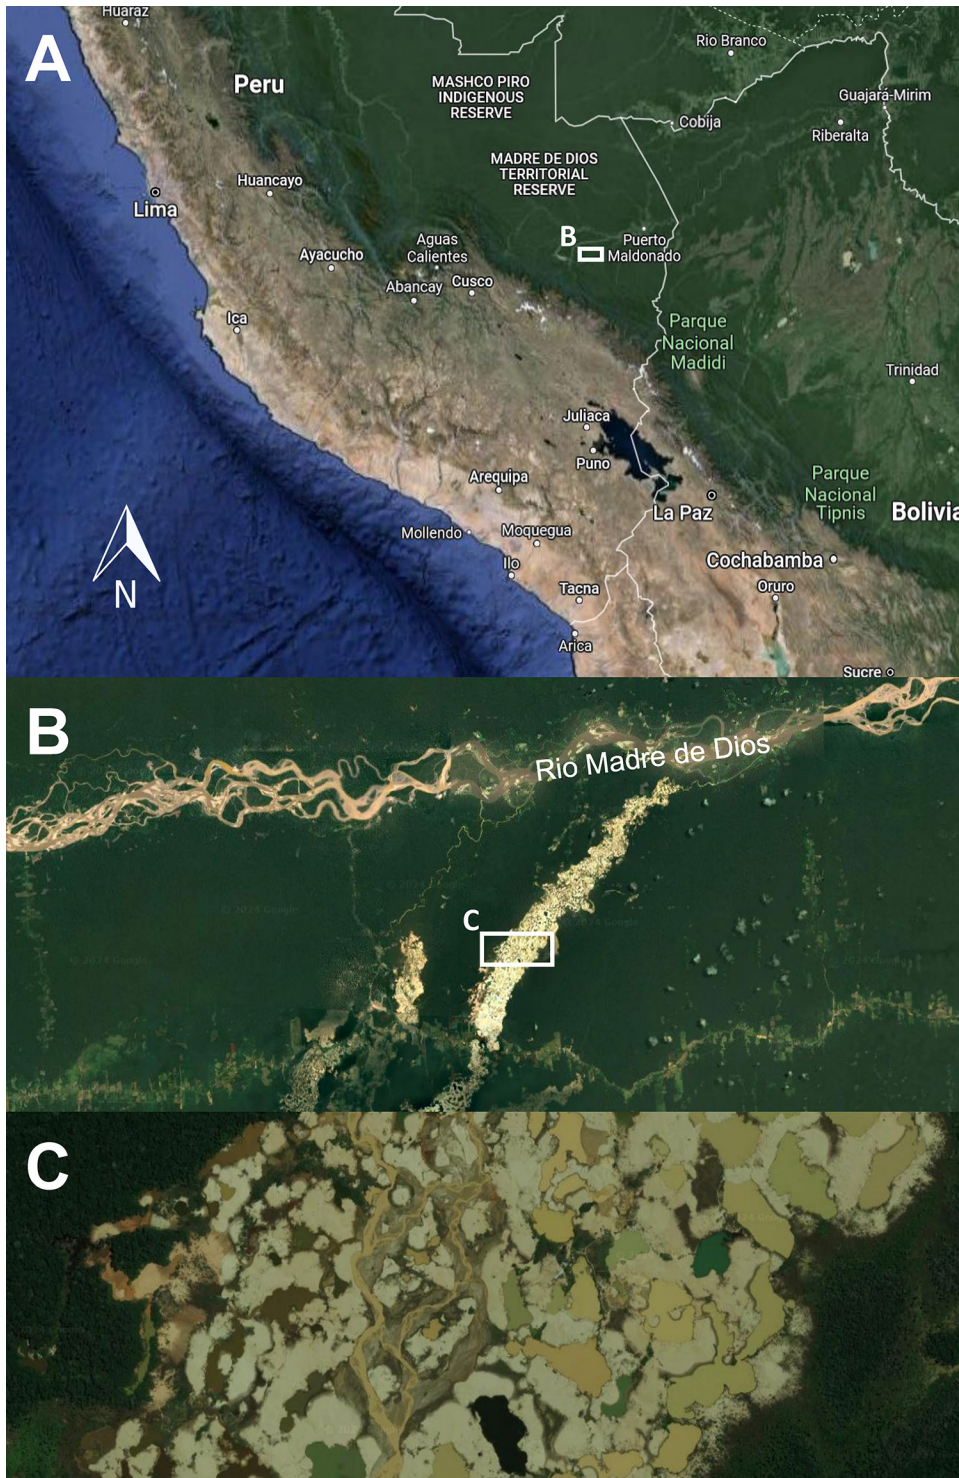 Huaraz
A
Rio Branco
Peru
MASHCO PIRO
INDIGENOUS
RESERVE
Guajará-Mirim
Cobija
Riberalta
MADRE DE DIOS
TERRITORIAL
RESERVE
Huancayo
Lima
B
Puerto
Maldonado
Aguas
Calientes
Ayacucho
Abancay
Cusco
Ica
Parque
Nacional
Madidi
Trinidad
Juliaca
Puno
Arequipa
Parque
Nacional
Tipnis
La Paz
Bolivia
Mollendo
Moquegua
Cochabamba
Ilo
Oruro
Tacna
N
Arica
Sucre
B
Rio Madre de Dios
C
C